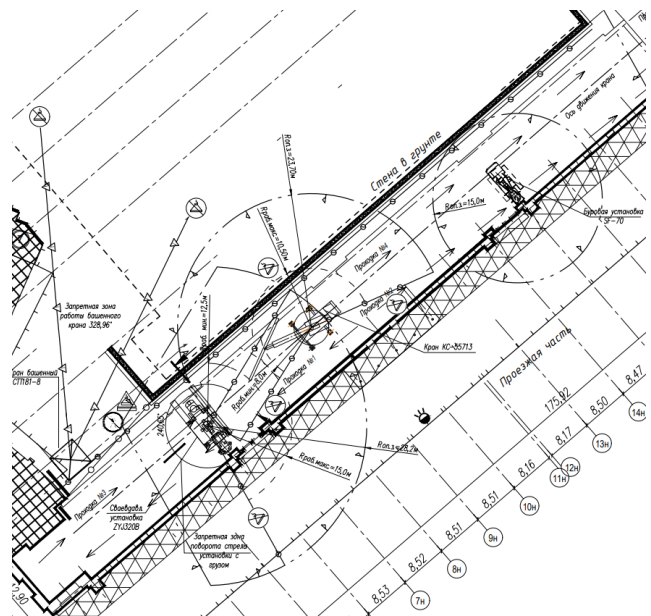 Ось движения крана
Стена в грунте
Rоп.з=23,70м
Rраб.макс=10,50м
Rоп.з=15,0м
Буровая установка
SF-70
Проходка №4
Проходка №2
Запретная зона
работы башенного
крана 328,96°
Rраб. мин.=12,5м
Кран КС-35713
Проходка №1
Rраб.мин=8,0м
кран башенный
Проезжая часть
175,92
8,47
14н
8,50
13н
8,17
12н
8,16
11н
10н
8,51
9н
8,51
8н
8,52
7н
8,53
Rоп.з=28,2м
Rраб.макс=15,0м
Проходка №3
Сваевдавл.
установка
ZYJ320B
Запретная зона
поворота стрелы
установки с
грузом